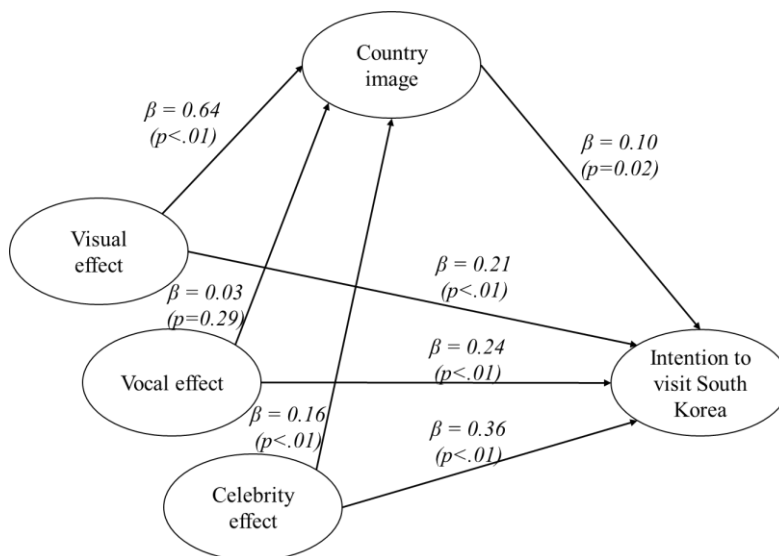 Country
image
β = 0.64
(p<.01)
β = 0.10
(p=0.02)
Visual
effect
β = 0.21
(p<.01)
β = 0.03
(p=0.29)
Vocal effect
β = 0.24
(p<.01)
Intention to
visit South
Korea
β = 0.16
(p<.01)
β = 0.36
(p<.01)
Celebrity
effect